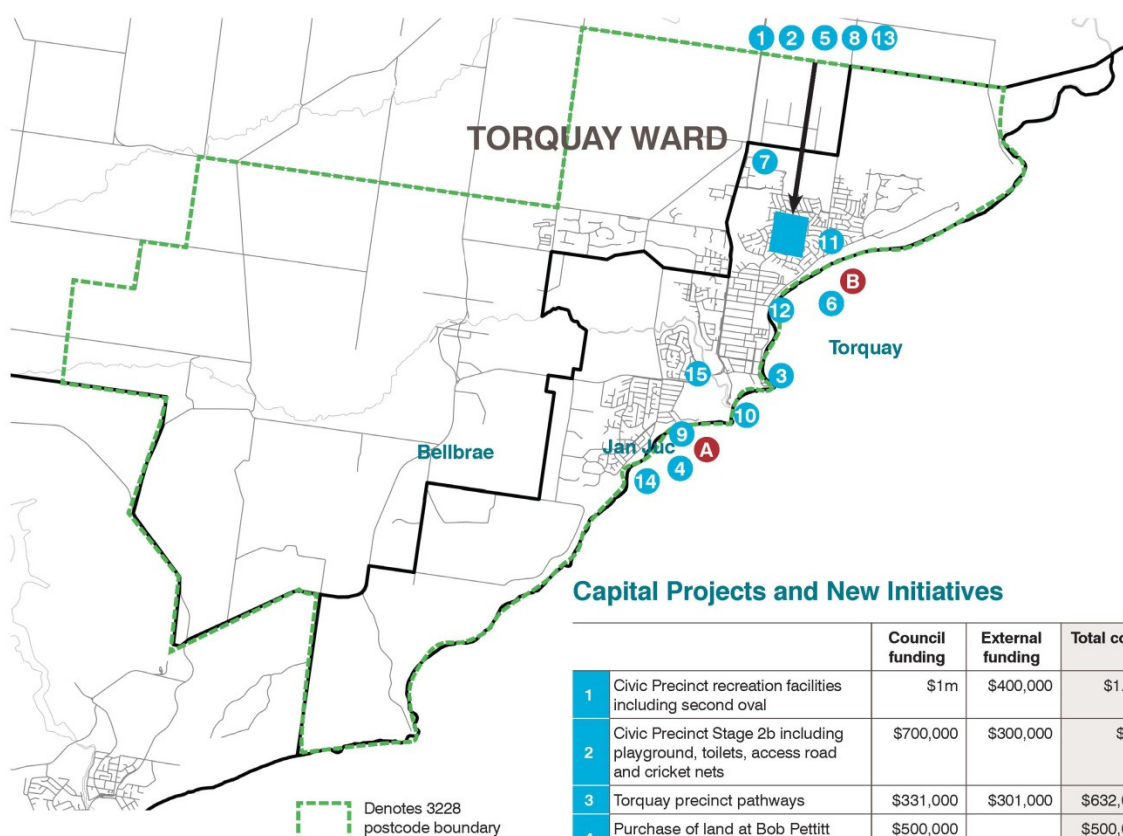 1 2 5 8 13
TORQUAY WARD
7
11
B
6
12
Torquay
3
15
10
9
Jan Juc
A
Bellbrae
4
14
Capital Projects and New Initiatives
Council funding
External funding
Total
1 Civic Precinct recreation facilities including second oval $1m $400,000
2 Civic Precinct Stage 2b including playground, toilets, access road and cricket nets $700,000 $300,000
3 Torquay precinct pathways $331,000 $301,000
Purchase of land at Bob Pettitt $500,000
Denotes 3228
postcode boundary